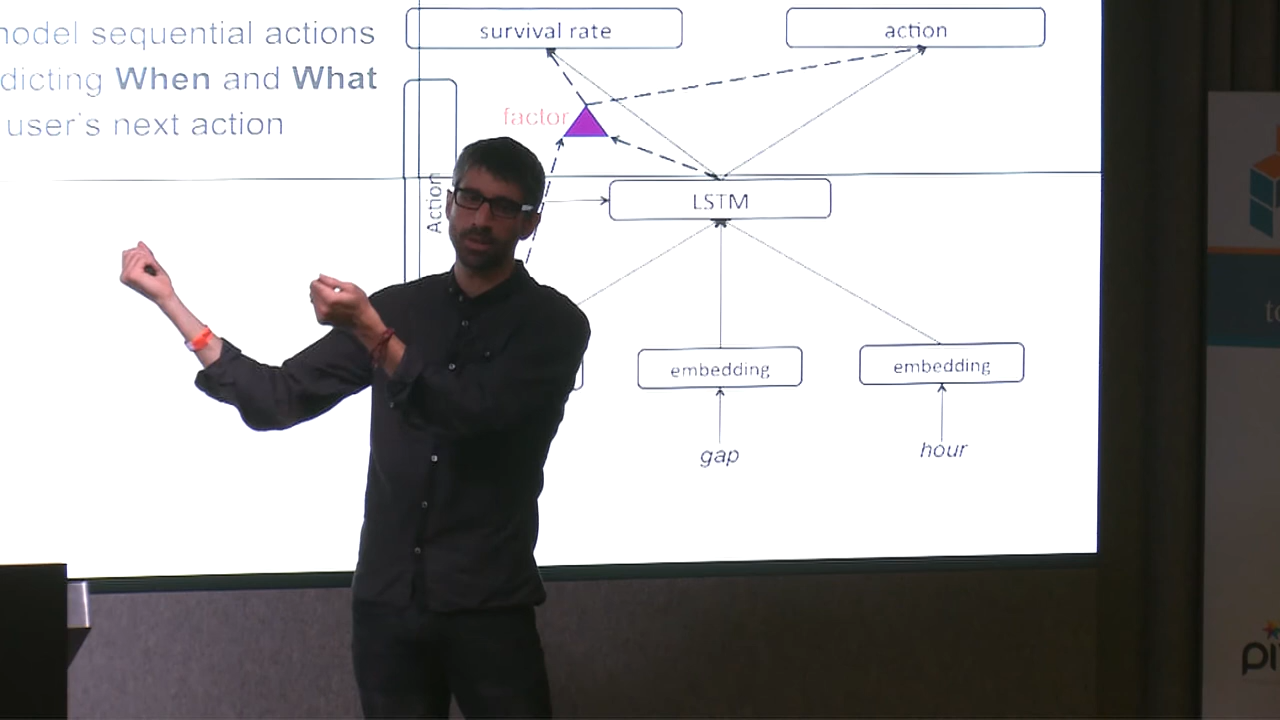 model sequential actions
dicting When and What
user's next action
survival rate
action
factor
Action
LSTM
embedding
embedding
gap
hour
pi